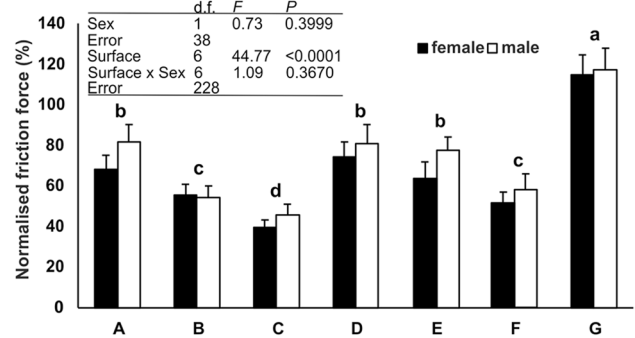 d.f. F P
Sex 1 0.73 0.3999
Error 38
Surface 6 44.77 <0.0001
Surface x Sex 6 1.09 0.3670
Error 228
female male
Normalised friction force (%)
140
120
100
80
60
40
20
0
b
c
d
b
b
c
a
A B C D E F G